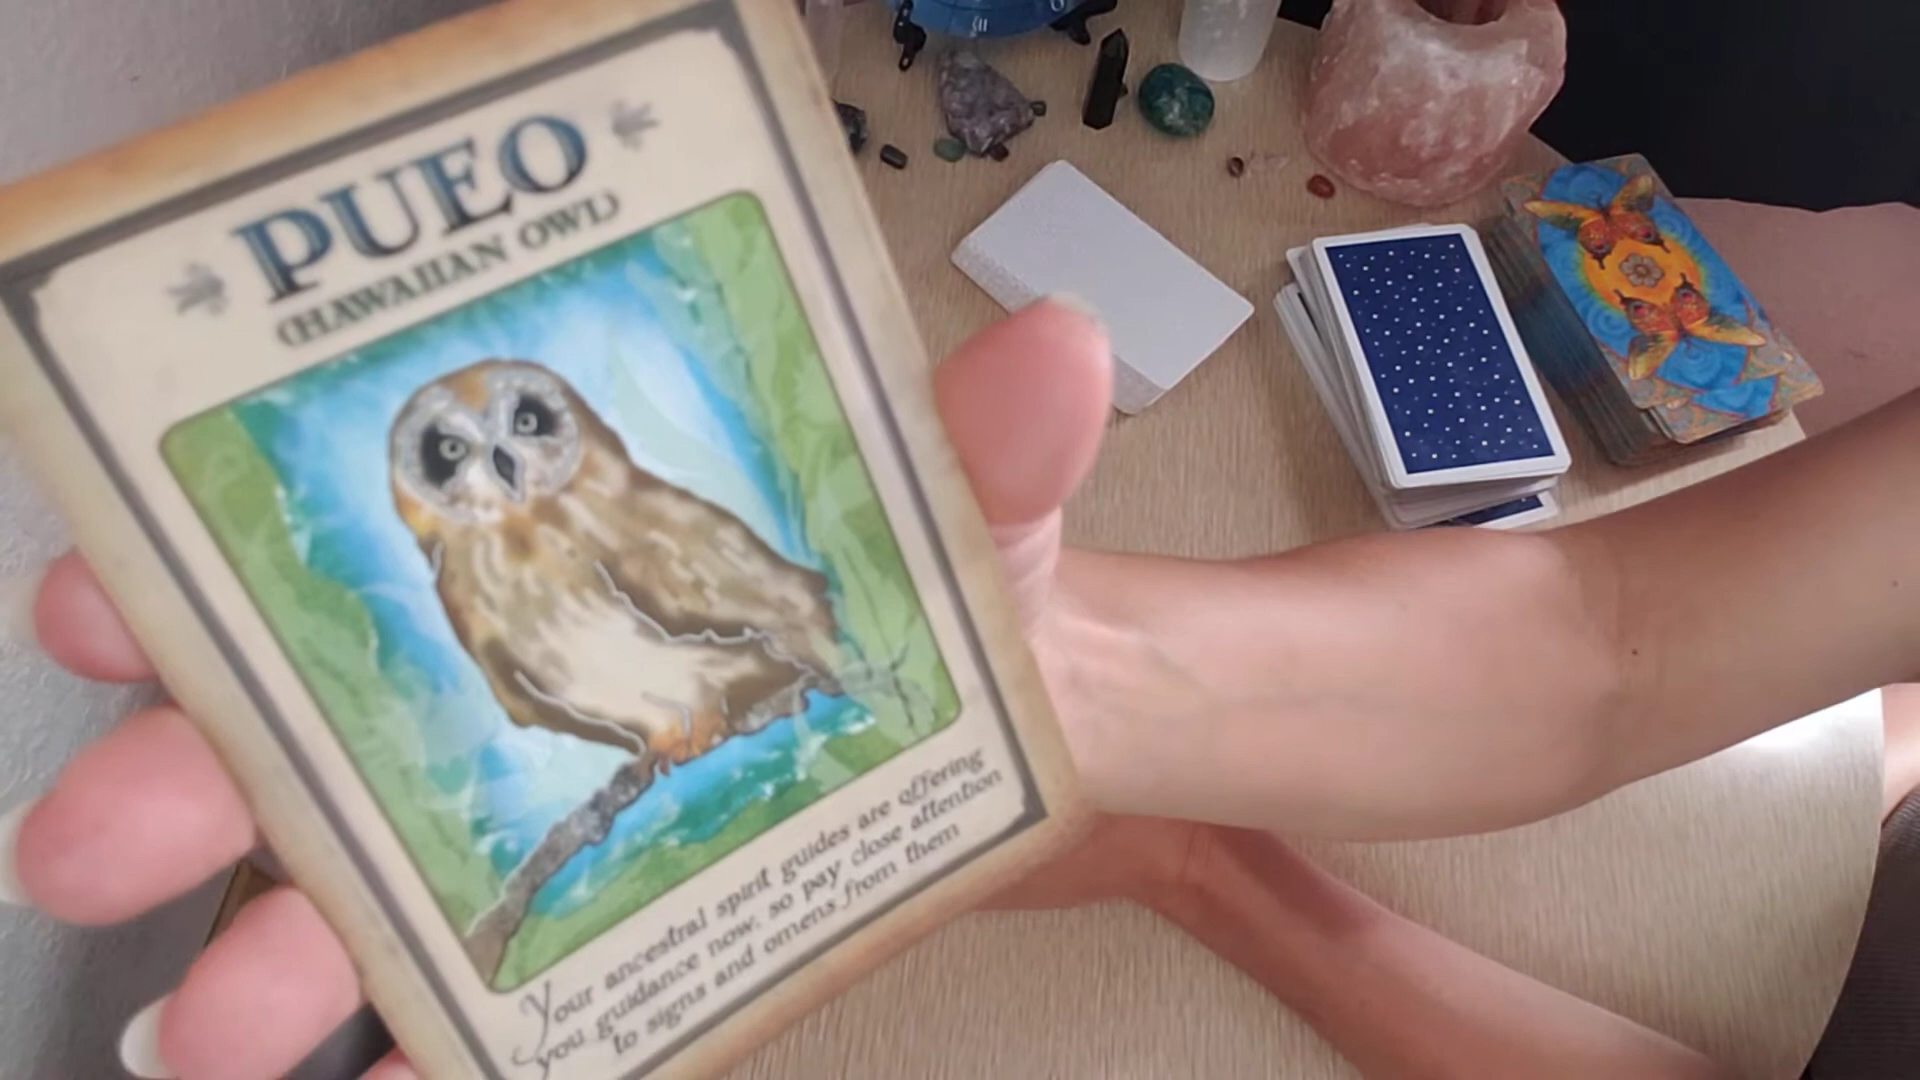 PUEO
(HAWAIIAN OWL)
Your ancestral spirit guides are offering
you guidance now, so pay close attention
to signs and omens from them